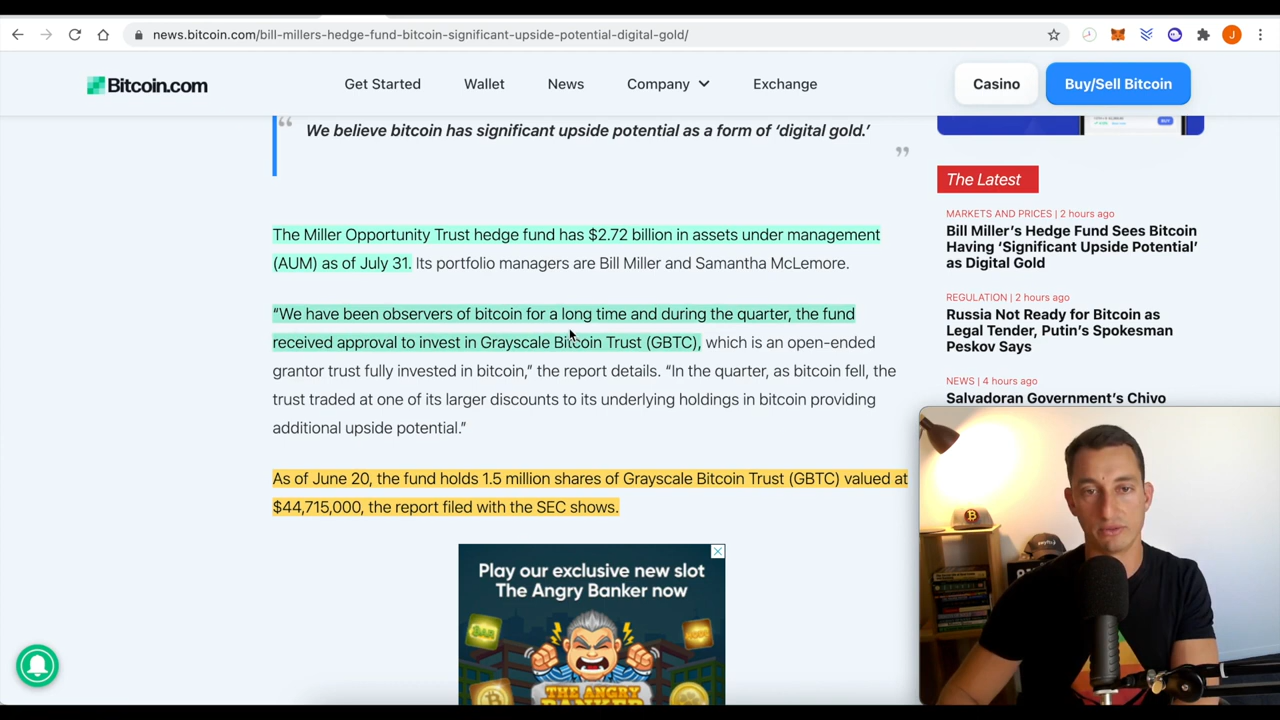 news.bitcoin.com/bill-millers-hedge-fund-bitcoin-significant-upside-potential-digital-gold/
J
Bitcoin.com
Get Started
Wallet
News
Company
Exchange
Casino
Buy/Sell Bitcoin
“
We believe bitcoin has significant upside potential as a form of ‘digital gold.’
”
The Miller Opportunity Trust hedge fund has $2.72 billion in assets under management
(AUM) as of July 31. Its portfolio managers are Bill Miller and Samantha McLemore.
“We have been observers of bitcoin for a long time and during the quarter, the fund
received approval to invest in Grayscale Bitcoin Trust (GBTC), which is an open-ended
grantor trust fully invested in bitcoin,” the report details. “In the quarter, as bitcoin fell, the
trust traded at one of its larger discounts to its underlying holdings in bitcoin providing
additional upside potential.”
As of June 20, the fund holds 1.5 million shares of Grayscale Bitcoin Trust (GBTC) valued at
$44,715,000, the report filed with the SEC shows.
Play our exclusive new slot
The Angry Banker now
BAR
THE ANGRY
BANKER
BUY
The Latest
MARKETS AND PRICES | 2 hours ago
Bill Miller’s Hedge Fund Sees Bitcoin
Having ‘Significant Upside Potential’
as Digital Gold
REGULATION | 2 hours ago
Russia Not Ready for Bitcoin as
Legal Tender, Putin’s Spokesman
Peskov Says
NEWS | 4 hours ago
Salvadoran Government’s Chivo